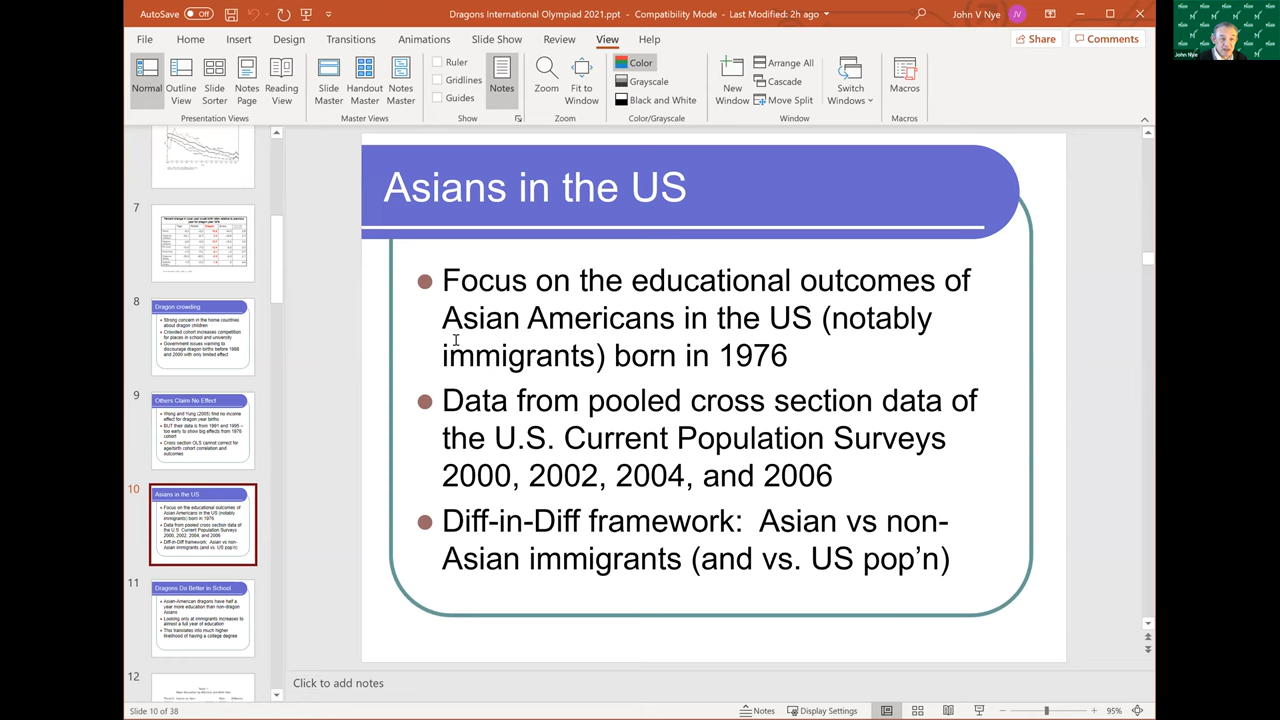 AutoSave Off
Dragons International Olympiad 2021.ppt - Compatibility Mode - Last Modified: 2h ago
John V Nye JV
File Home Insert Design Transitions Animations Slide Show Review View Help Share Comments
Normal
Outline View
Slide Sorter
Notes Page
Reading View
Presentation Views
Slide Master
Handout Master
Notes Master
Master Views
Ruler
Gridlines
Guides
Show
Notes
Zoom
Fit to Window
Zoom
Color
Grayscale
Black and White
Color/Grayscale
New Window
Arrange All
Cascade
Move Split
Switch Windows
Window
Macros
Macros
John Nye
7
8
Dragon crowding
Strong concern in the home countries
about dragon children
Crowded cohort increases competition
for places in school and university
Government issues warning to
discourage dragon births before 1988
and 2000 with only limited effect
9
Others Claim No Effect
Wong and Yung (2005) find no income
effect for dragon year births
BUT their data is from 1991 and 1995 –
too early to show big effects from 1976
cohort
Cross section OLS cannot correct for
age/birth cohort correlation and
outcomes
10
Asians in the US
Focus on the educational outcomes of
Asian Americans in the US (notably
immigrants) born in 1976
Data from pooled cross section data of
the U.S. Current Population Surveys
2000, 2002, 2004, and 2006
Diff-in-Diff framework: Asian vs non-
Asian immigrants (and vs. US pop'n)
11
Dragons Do Better in School
Asian-American dragons have half a
year more education than non-dragon
Asians
Looking only at immigrants increases to
almost a full year of education
This translates into much higher
likelihood of having a college degree
12
Asians in the US
Focus on the educational outcomes of
Asian Americans in the US (notably
immigrants) born in 1976
Data from pooled cross section data of
the U.S. Current Population Surveys
2000, 2002, 2004, and 2006
Diff-in-Diff framework: Asian vs non-
Asian immigrants (and vs. US pop'n)
Click to add notes
Slide 10 of 38
Notes Display Settings 95%